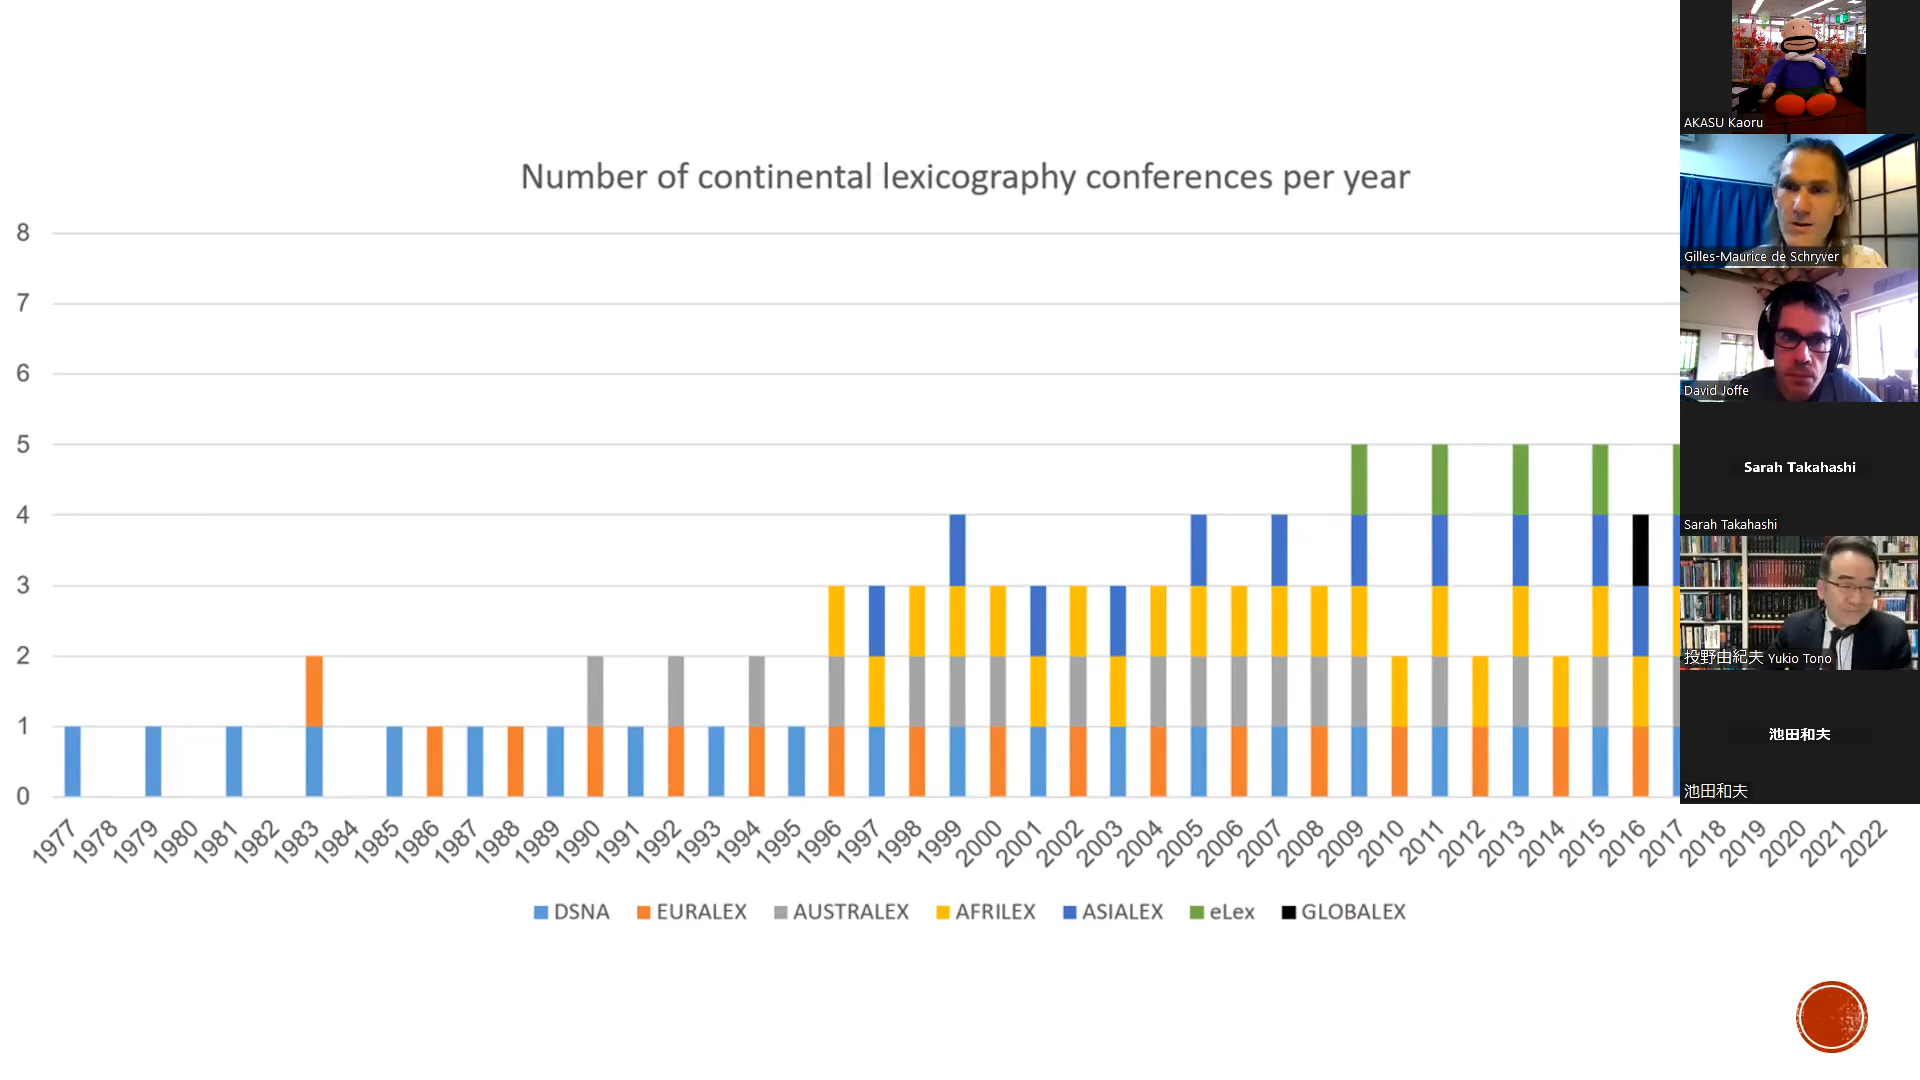 Number of continental lexicography conferences per year
8
7
6
5
4
3
2
1
0
1977 1978 1979 1980 1981 1982 1983 1984 1985 1986 1987 1988 1989 1990 1991 1992 1993 1994 1995 1996 1997 1998 1999 2000 2001 2002 2003 2004 2005 2006 2007 2008 2009 2010 2011 2012 2013 2014 2015 2016 2017 2018 2019 2020 2021 2022
DSNA EURALEX AUSTRALEX AFRILEX ASIALEX eLex GLOBALEX
AKASU Kaoru
Gilles-Maurice de Schryver
David Joffe
Sarah Takahashi
Sarah Takahashi
投野由紀夫 Yukio Tono
池田和夫
池田和夫